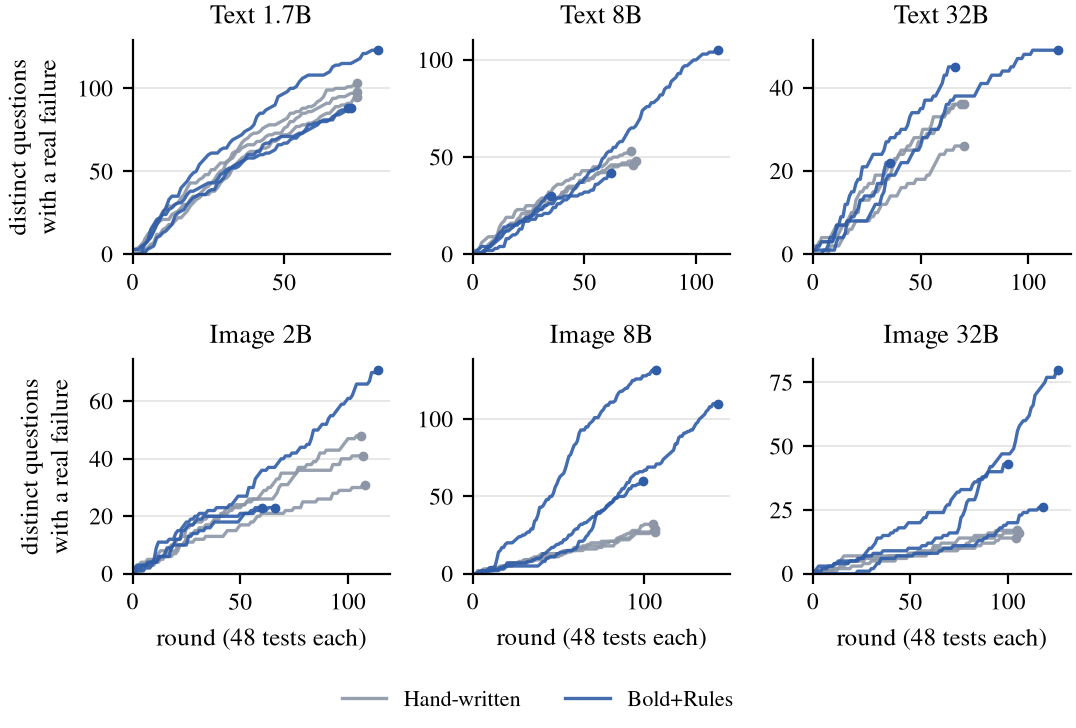 Text 1.7B
Text 8B
Text 32B
distinct questions
with a real failure
100
50
0
0
50
100
50
0
0
50
100
40
20
0
0
50
100
Image 2B
Image 8B
Image 32B
distinct questions
with a real failure
60
40
20
0
0
50
100
100
50
0
0
100
75
50
25
0
0
50
100
round (48 tests each)
round (48 tests each)
round (48 tests each)
Hand-written
Bold+Rules